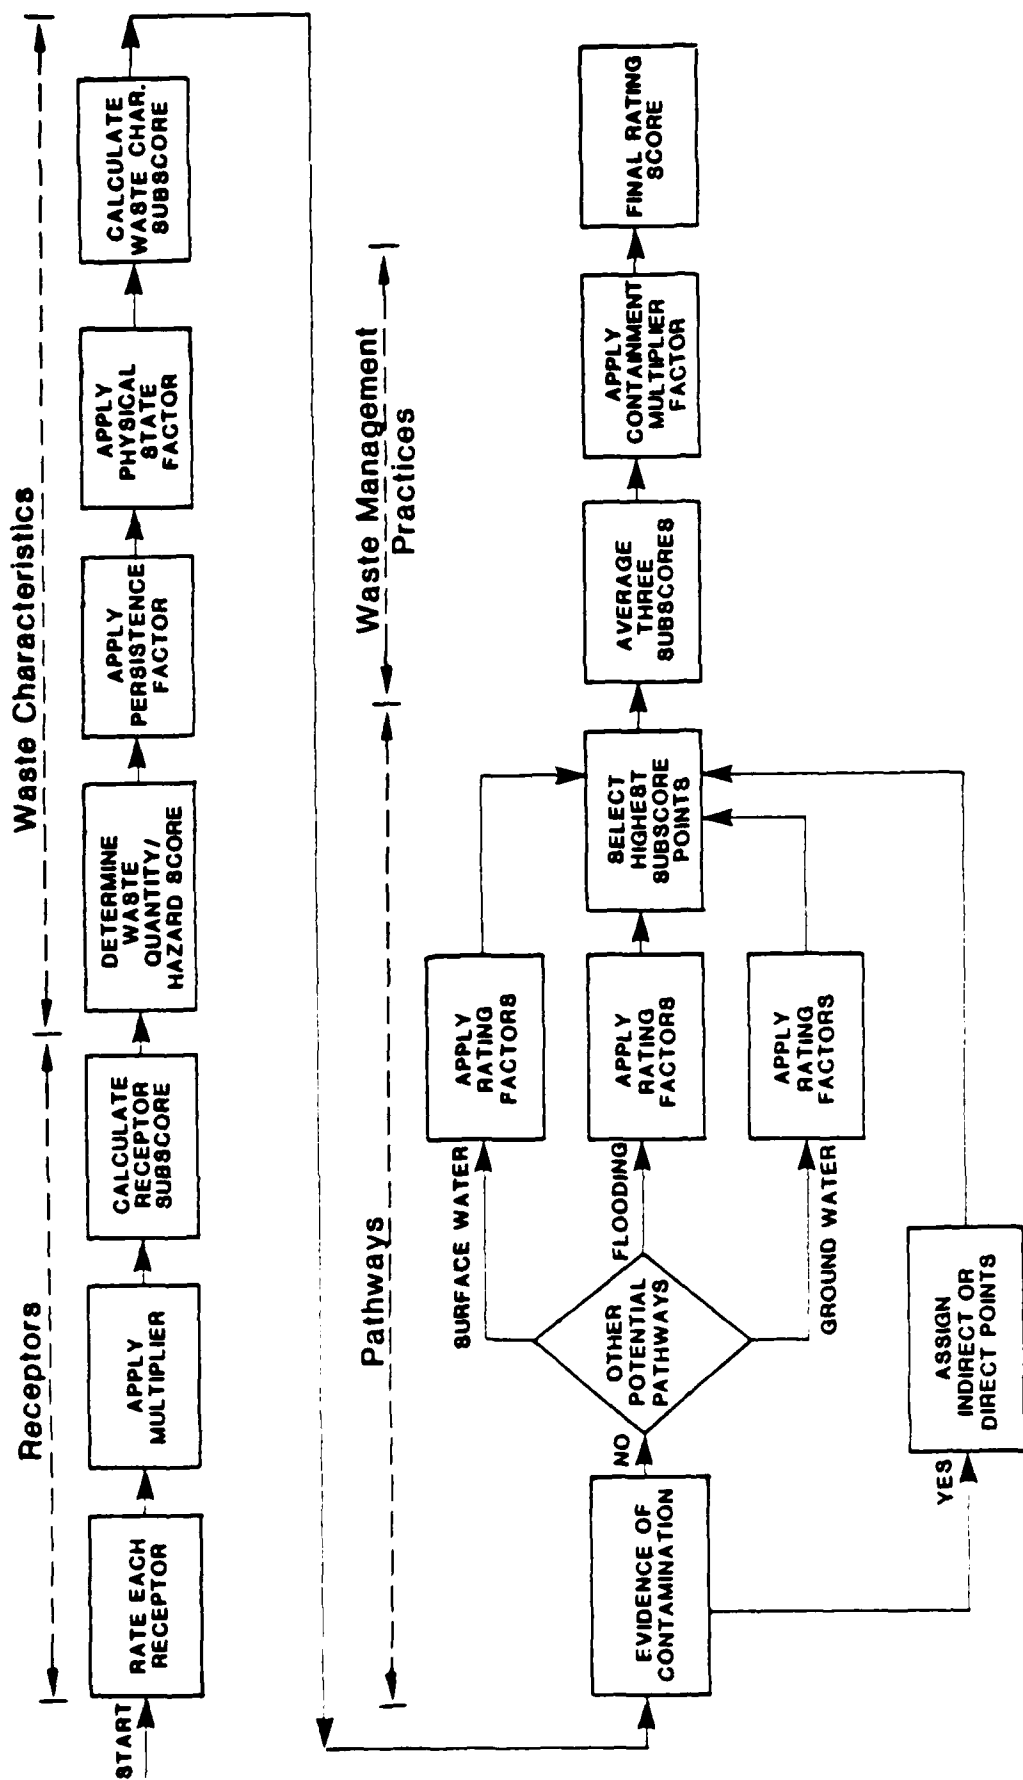 Receptors
Waste Characteristics
START
RATE EACH
RECEPTOR
APPLY
MULTIPLIER
CALCULATE
RECEPTOR
SUBSCORE
DETERMINE
WASTE
QUANTITY/
HAZARD SCORE
APPLY
PERSISTENCE
FACTOR
APPLY
PHYSICAL
STATE
FACTOR
CALCULATE
WASTE CHAR.
SUBSCORE
Pathways
Waste Management
Practices
EVIDENCE OF
CONTAMINATION
NO
YES
OTHER
POTENTIAL
PATHWAYS
SURFACE WATER
FLOODING
GROUND WATER
APPLY
RATING
FACTORS
APPLY
RATING
FACTORS
APPLY
RATING
FACTORS
ASSIGN
INDIRECT OR
DIRECT POINTS
SELECT
HIGHEST
SUBSCORE
POINTS
AVERAGE
THREE
SUBSCORES
APPLY
CONTAINMENT
MULTIPLIER
FACTOR
FINAL RATING
SCORE